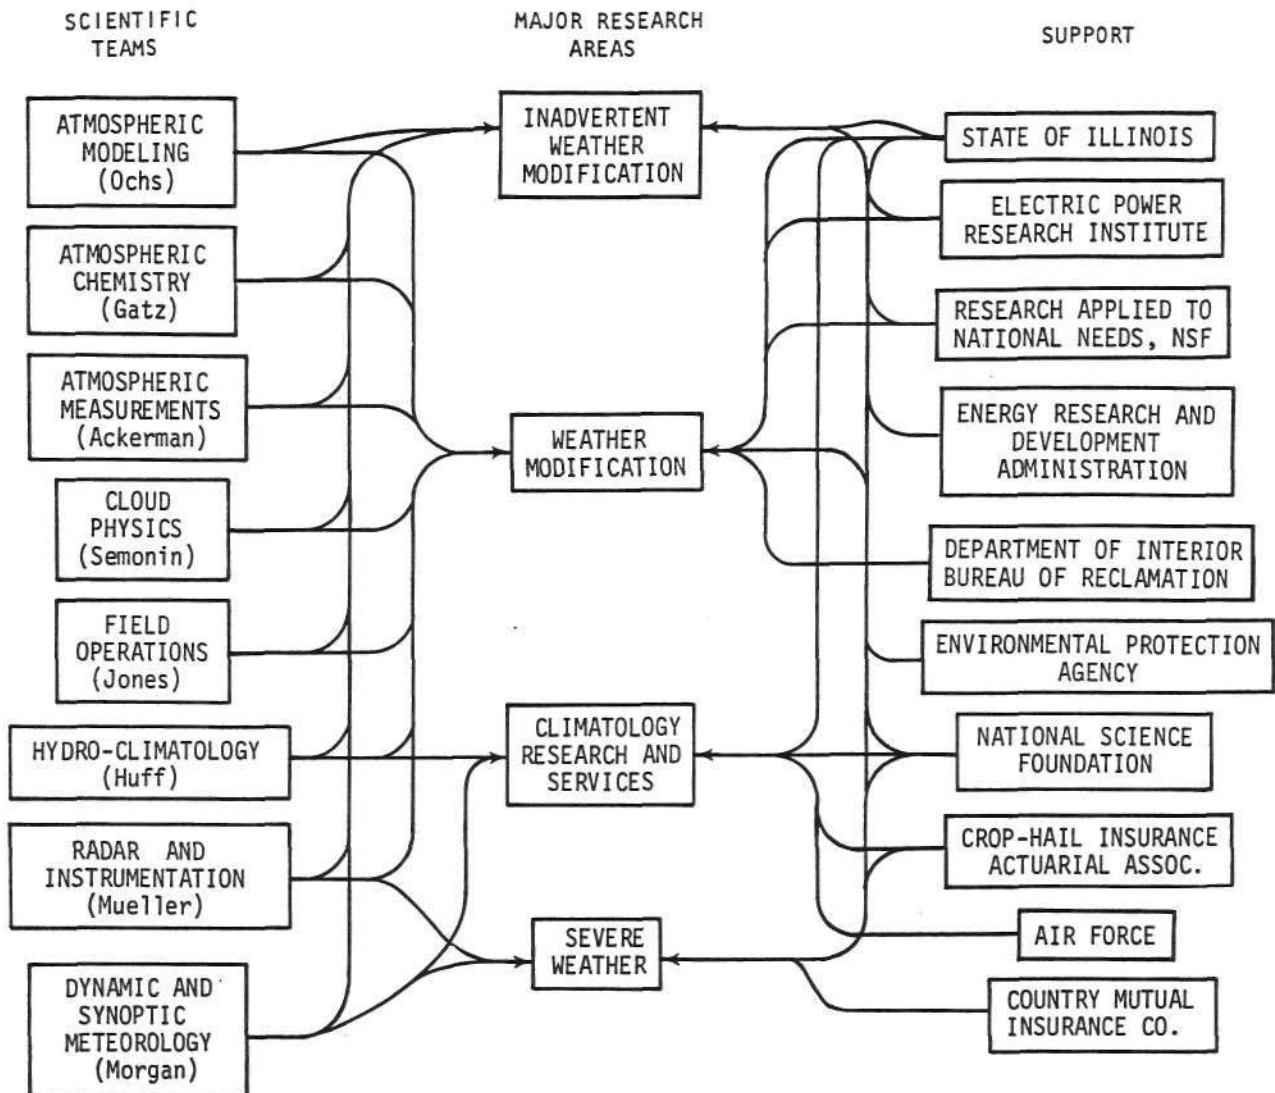 SCIENTIFIC
TEAMS
MAJOR RESEARCH
AREAS
SUPPORT
ATMOSPHERIC
MODELING
(Ochs)
ATMOSPHERIC
CHEMISTRY
(Gatz)
ATMOSPHERIC
MEASUREMENTS
(Ackerman)
CLOUD
PHYSICS
(Semonin)
FIELD
OPERATIONS
(Jones)
HYDRO-CLIMATOLOGY
(Huff)
RADAR AND
INSTRUMENTATION
(Mueller)
DYNAMIC AND
SYNOPTIC
METEOROLOGY
(Morgan)
INADVERTENT
WEATHER
MODIFICATION
WEATHER
MODIFICATION
CLIMATOLOGY
RESEARCH AND
SERVICES
SEVERE
WEATHER
STATE OF ILLINOIS
ELECTRIC POWER
RESEARCH INSTITUTE
RESEARCH APPLIED TO
NATIONAL NEEDS, NSF
ENERGY RESEARCH AND
DEVELOPMENT
ADMINISTRATION
DEPARTMENT OF INTERIOR
BUREAU OF RECLAMATION
ENVIRONMENTAL PROTECTION
AGENCY
NATIONAL SCIENCE
FOUNDATION
CROP-HAIL INSURANCE
ACTUARIAL ASSOC.
AIR FORCE
COUNTRY MUTUAL
INSURANCE CO.